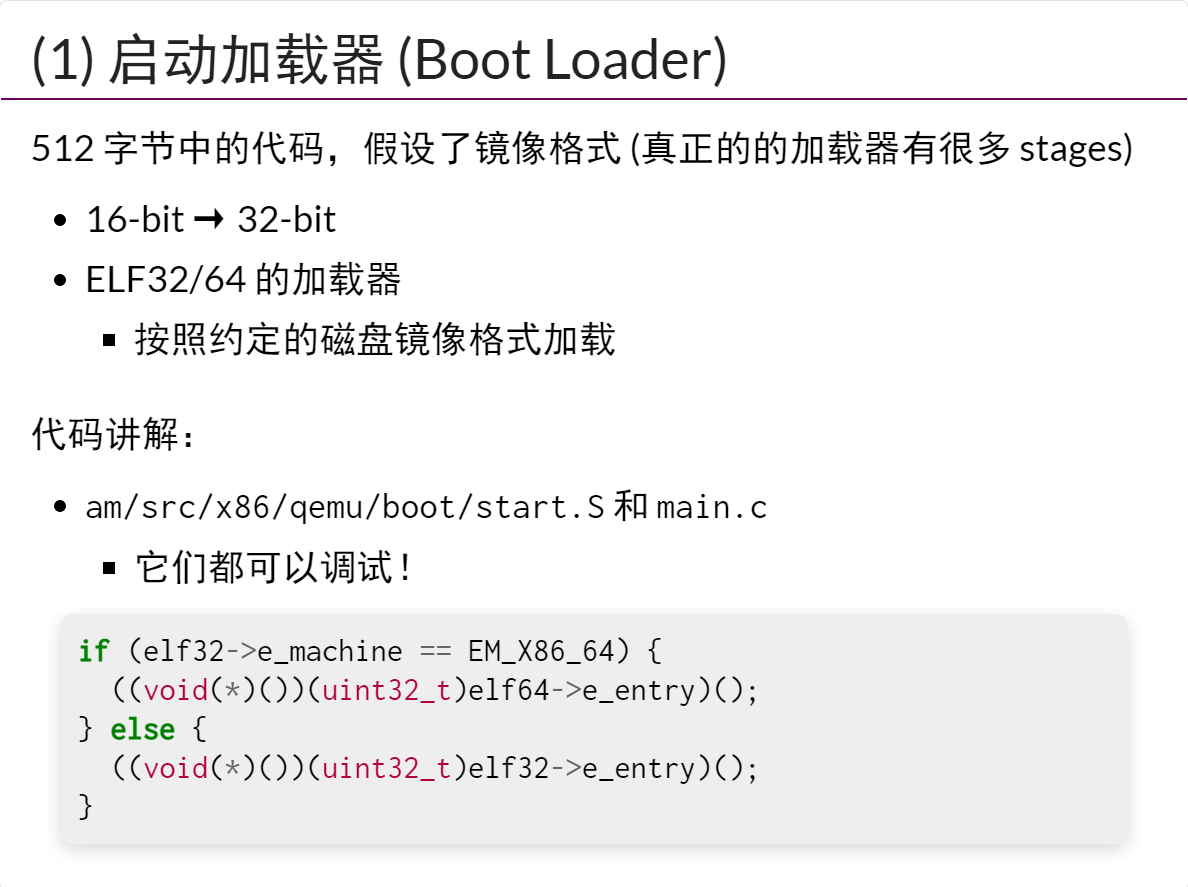 (1) 启动加载器 (Boot Loader)
512 字节中的代码，假设了镜像格式 (真正的的加载器有很多 stages)
• 16-bit → 32-bit
• ELF32/64 的加载器
▪ 按照约定的磁盘镜像格式加载
代码讲解：
• am/src/x86/qemu/boot/start.S 和 main.c
▪ 它们都可以调试！
if (elf32->e_machine == EM_X86_64) {
  ((void(*)())(uint32_t)elf64->e_entry)();
} else {
  ((void(*)())(uint32_t)elf32->e_entry)();
}